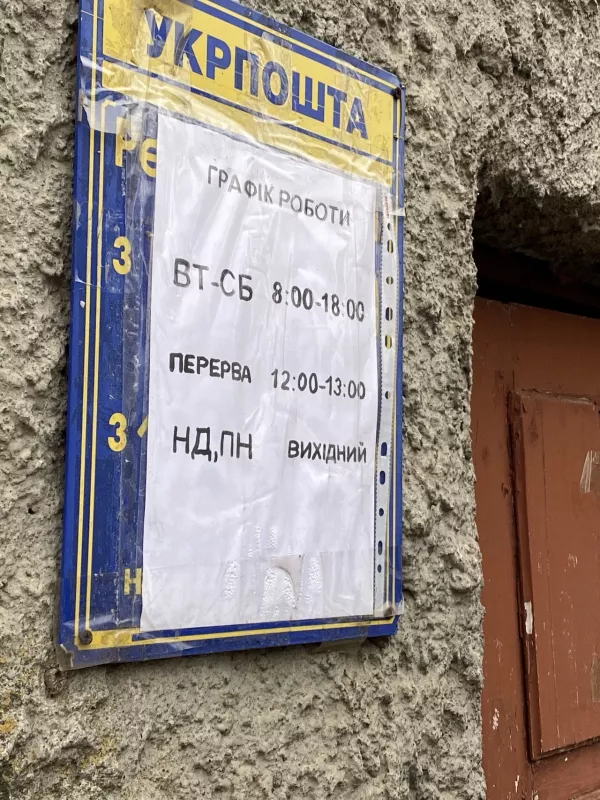 УКРПОШТА
ГРАФІК РОБОТИ
ВТ-СБ 8:00-18:00
ПЕРЕРВА 12:00-13:00
НД,ПН ВИХІДНИЙ